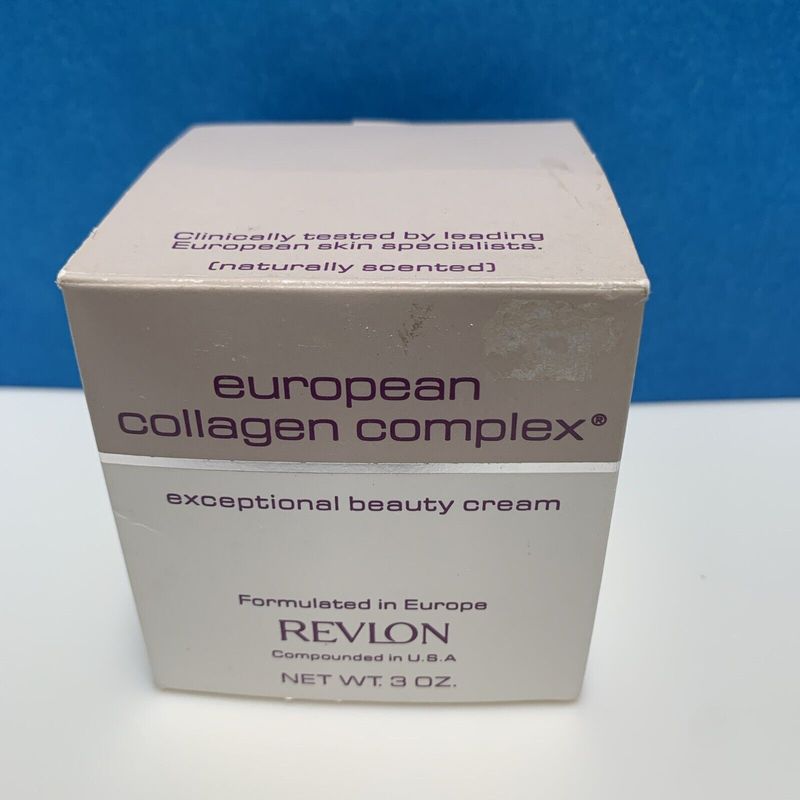 Clinically tested by leading
European skin specialists.
(naturally scented)
european
collagen complex®
exceptional beauty cream
Formulated in Europe
REVLON
Compounded in U.S.A
NET WT. 3 OZ.